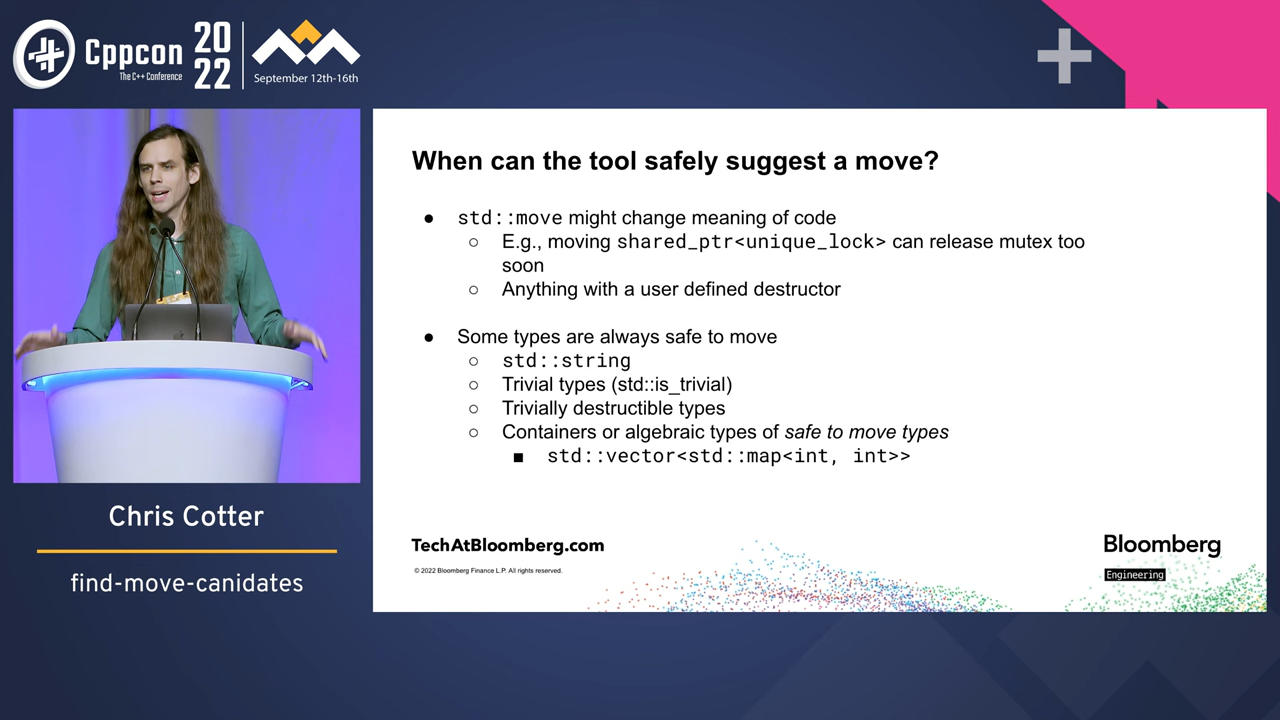 Cppcon
The C++ Conference
20
22
September 12th-16th
When can the tool safely suggest a move?
● std::move might change meaning of code
○ E.g., moving shared_ptr<unique_lock> can release mutex too
soon
○ Anything with a user defined destructor
● Some types are always safe to move
○ std::string
○ Trivial types (std::is_trivial)
○ Trivially destructible types
○ Containers or algebraic types of safe to move types
■ std::vector<std::map<int, int>>
TechAtBloomberg.com
© 2022 Bloomberg Finance L.P. All rights reserved.
Bloomberg
Engineering
Chris Cotter
find-move-canidates